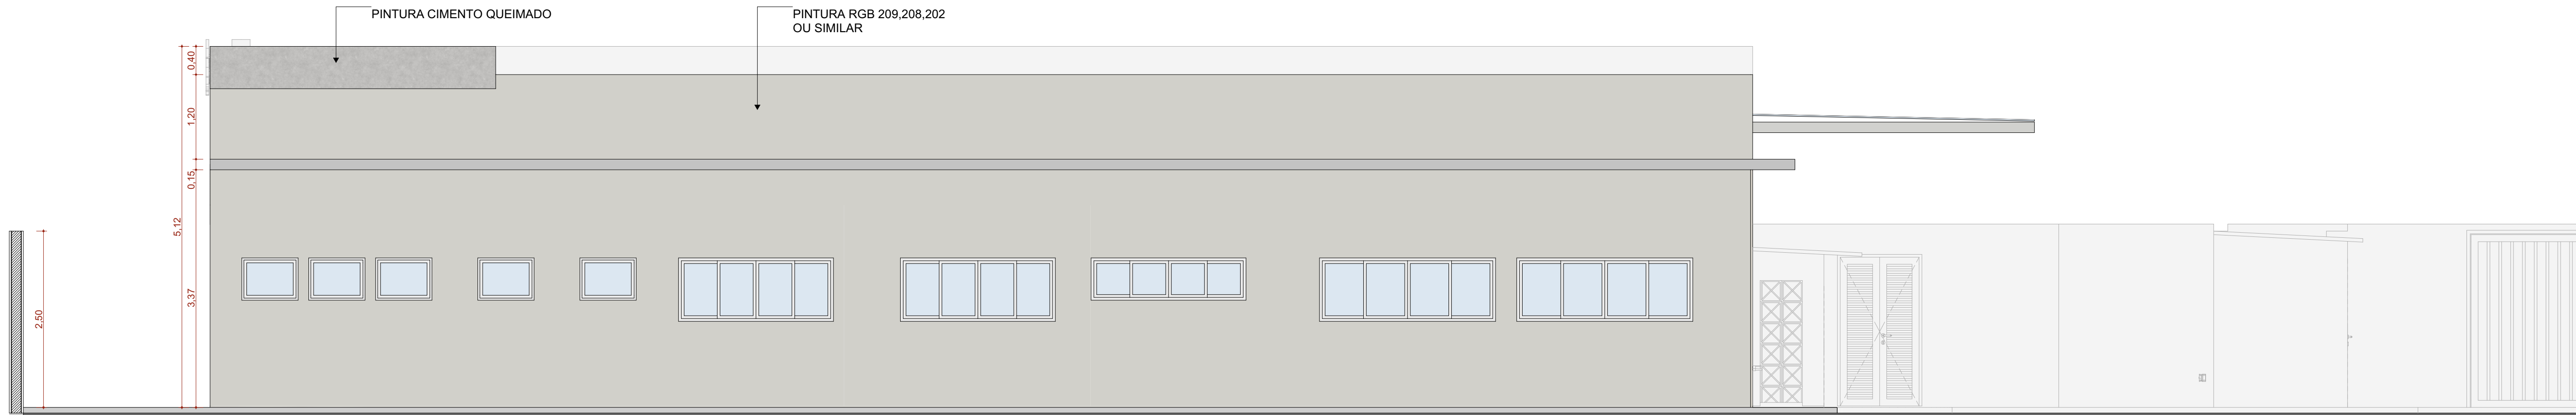 PINTURA CIMENTO QUEIMADO
PINTURA RGB 209,208,202
OU SIMILAR
0,40
1,20
0,15
5,12
3,37
2,50